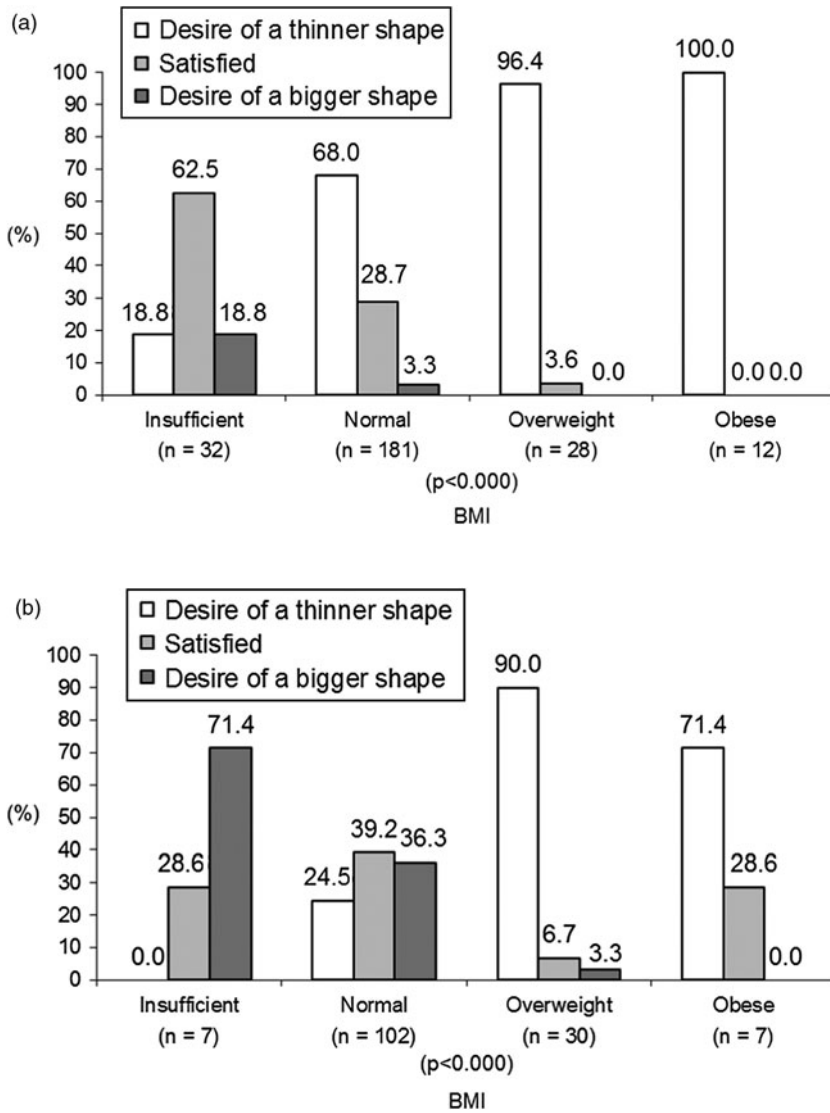 (a)
Desire of a thinner shape
Satisfied
Desire of a bigger shape
100
90
80
70
60
50
40
30
20
10
0
(%)
18.8
62.5
18.8
68.0
28.7
3.3
96.4
3.6
0.0
100.0
0.0
0.0
Insufficient
Normal
Overweight
Obese
(n = 32)
(n = 181)
(n = 28)
(n = 12)
(p<0.000)
BMI
(b)
Desire of a thinner shape
Satisfied
Desire of a bigger shape
100
90
80
70
60
50
40
30
20
10
0
(%)
0.0
28.6
71.4
24.5
39.2
36.3
90.0
6.7
3.3
71.4
28.6
0.0
Insufficient
Normal
Overweight
Obese
(n = 7)
(n = 102)
(n = 30)
(n = 7)
(p<0.000)
BMI